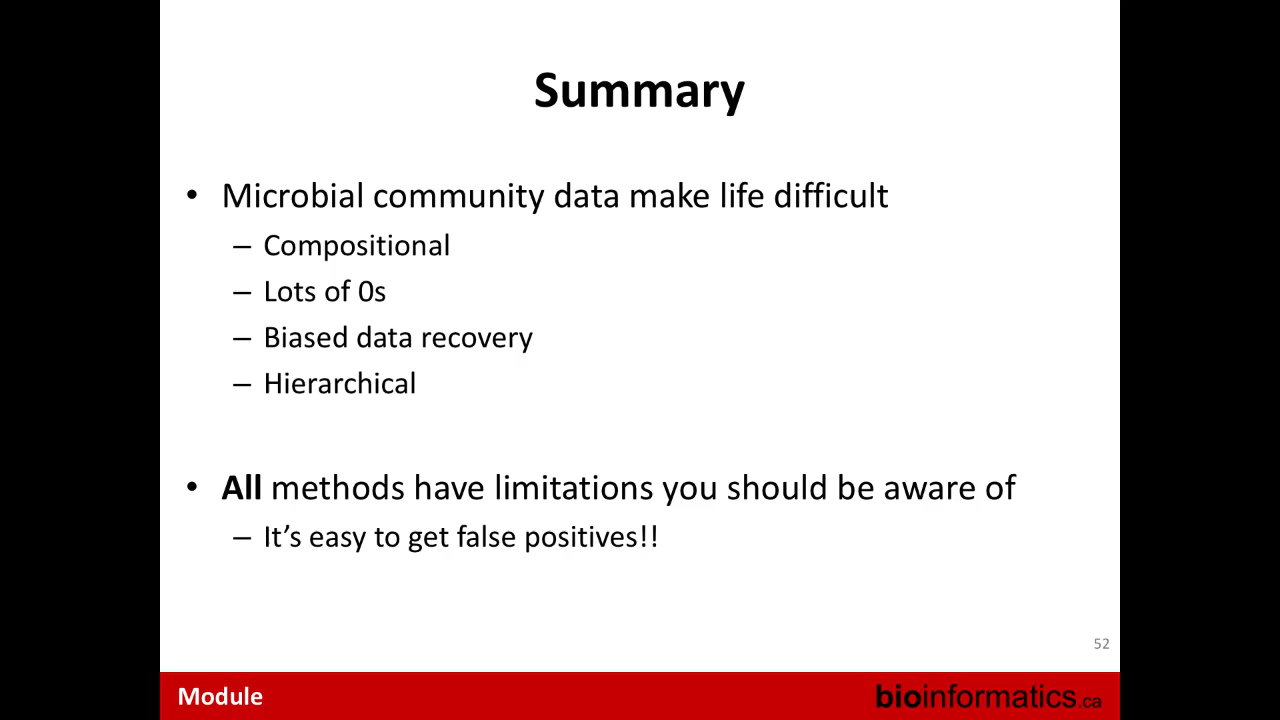 Summary
• Microbial community data make life difficult
– Compositional
– Lots of 0s
– Biased data recovery
– Hierarchical
• All methods have limitations you should be aware of
– It's easy to get false positives!!
52
Module
bioinformatics.ca